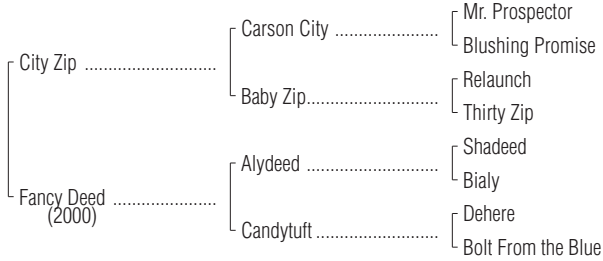 Mr. Prospector
Carson City ....................
Blushing Promise
City Zip .........................
Relaunch
Baby Zip.........................
Thirty Zip
Shadeed
Alydeed .........................
Bialy
Fancy Deed ....................
(2000)
Dehere
Candytuft .......................
Bolt From the Blue